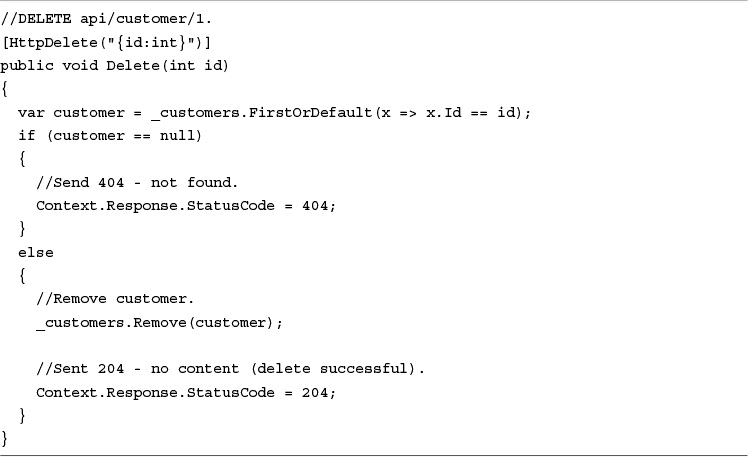 //DELETE api/customer/1.
[HttpDelete("{id:int}")]
public void Delete(int id)
{
  var customer = _customers.FirstOrDefault(x => x.Id == id);
  if (customer == null)
  {
    //Send 404 - not found.
    Context.Response.StatusCode = 404;
  }
  else
  {
    //Remove customer.
    _customers.Remove(customer);

    //Sent 204 - no content (delete successful).
    Context.Response.StatusCode = 204;
  }
}